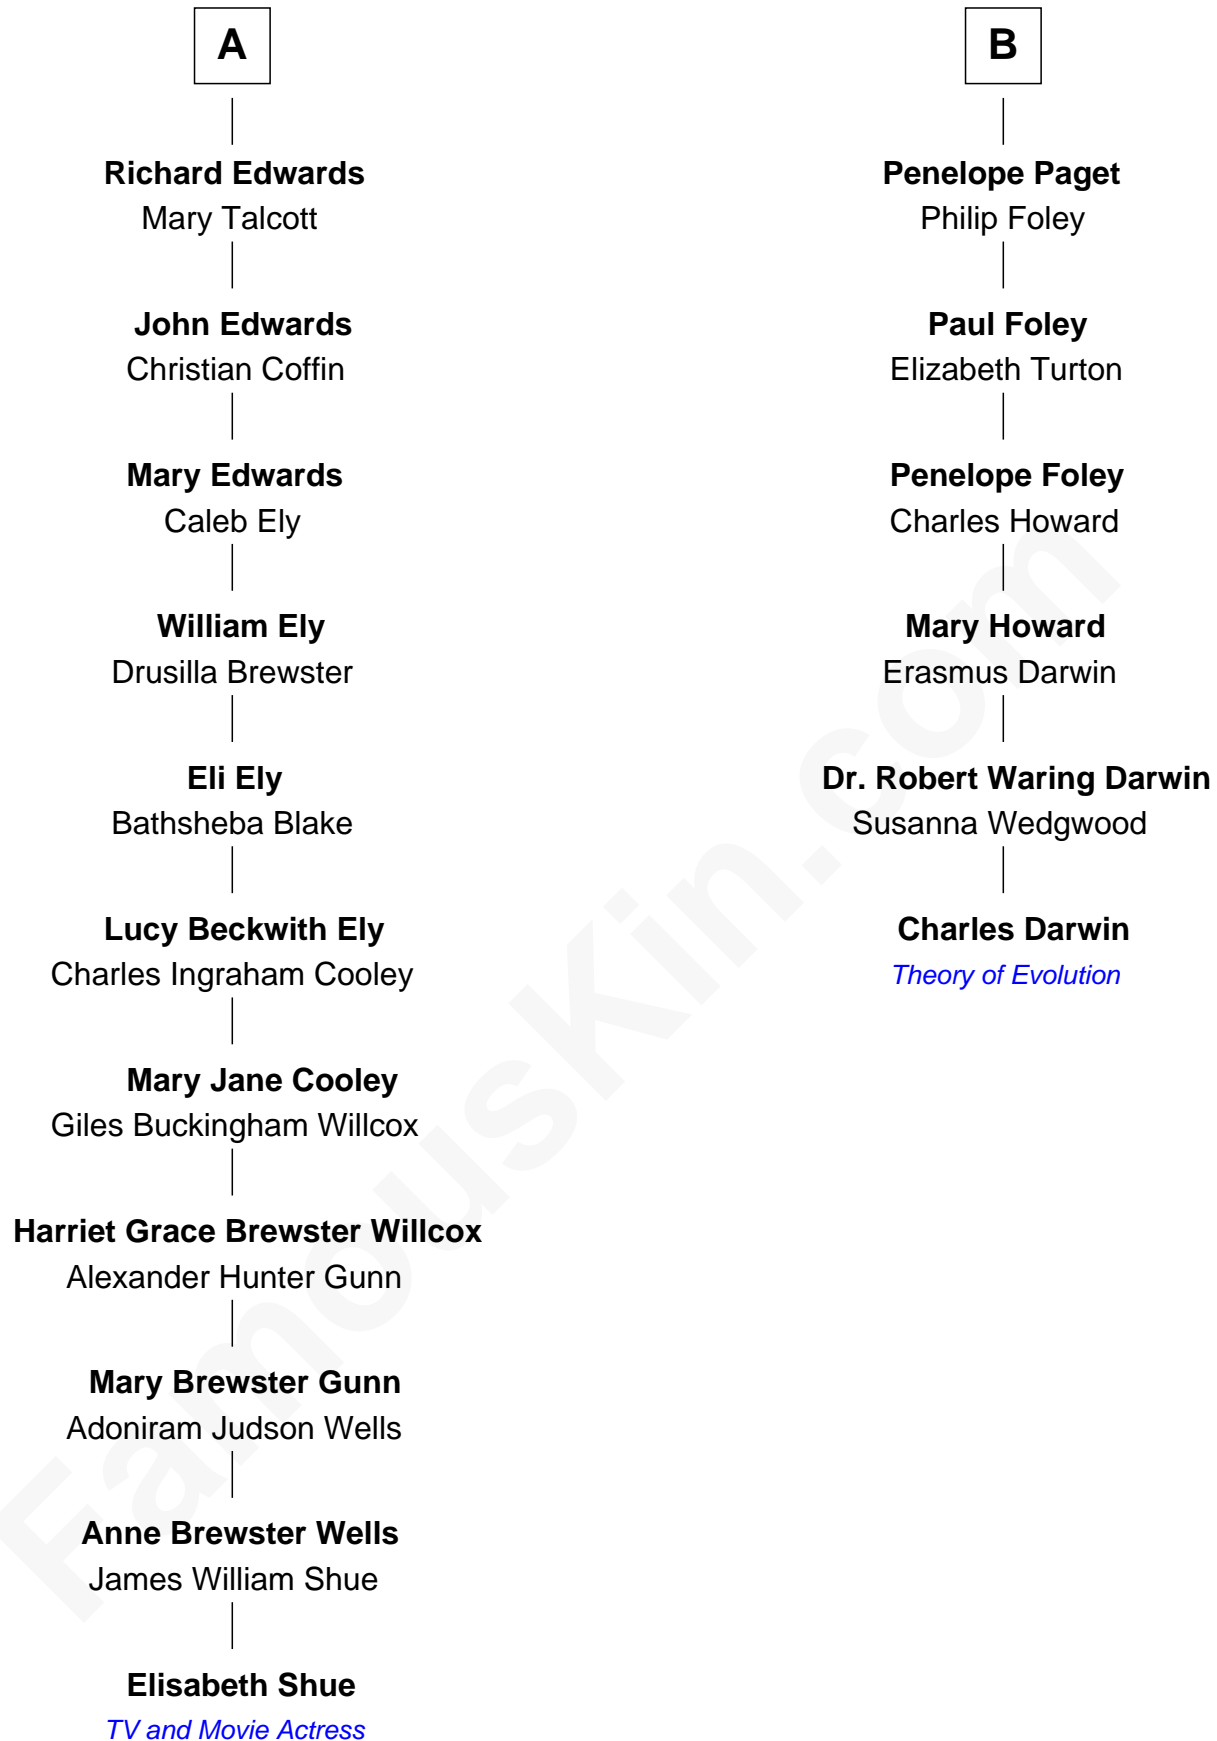 A
Richard Edwards
Mary Talcott
John Edwards
Christian Coffin
Mary Edwards
Caleb Ely
William Ely
Drusilla Brewster
Eli Ely
Bathsheba Blake
Lucy Beckwith Ely
Charles Ingraham Cooley
Mary Jane Cooley
Giles Buckingham Willcox
Harriet Grace Brewster Willcox
Alexander Hunter Gunn
Mary Brewster Gunn
Adoniram Judson Wells
Anne Brewster Wells
James William Shue
Elisabeth Shue
TV and Movie Actress
B
Penelope Paget
Philip Foley
Paul Foley
Elizabeth Turton
Penelope Foley
Charles Howard
Mary Howard
Erasmus Darwin
Dr. Robert Waring Darwin
Susanna Wedgwood
Charles Darwin
Theory of Evolution
FamousKin.com